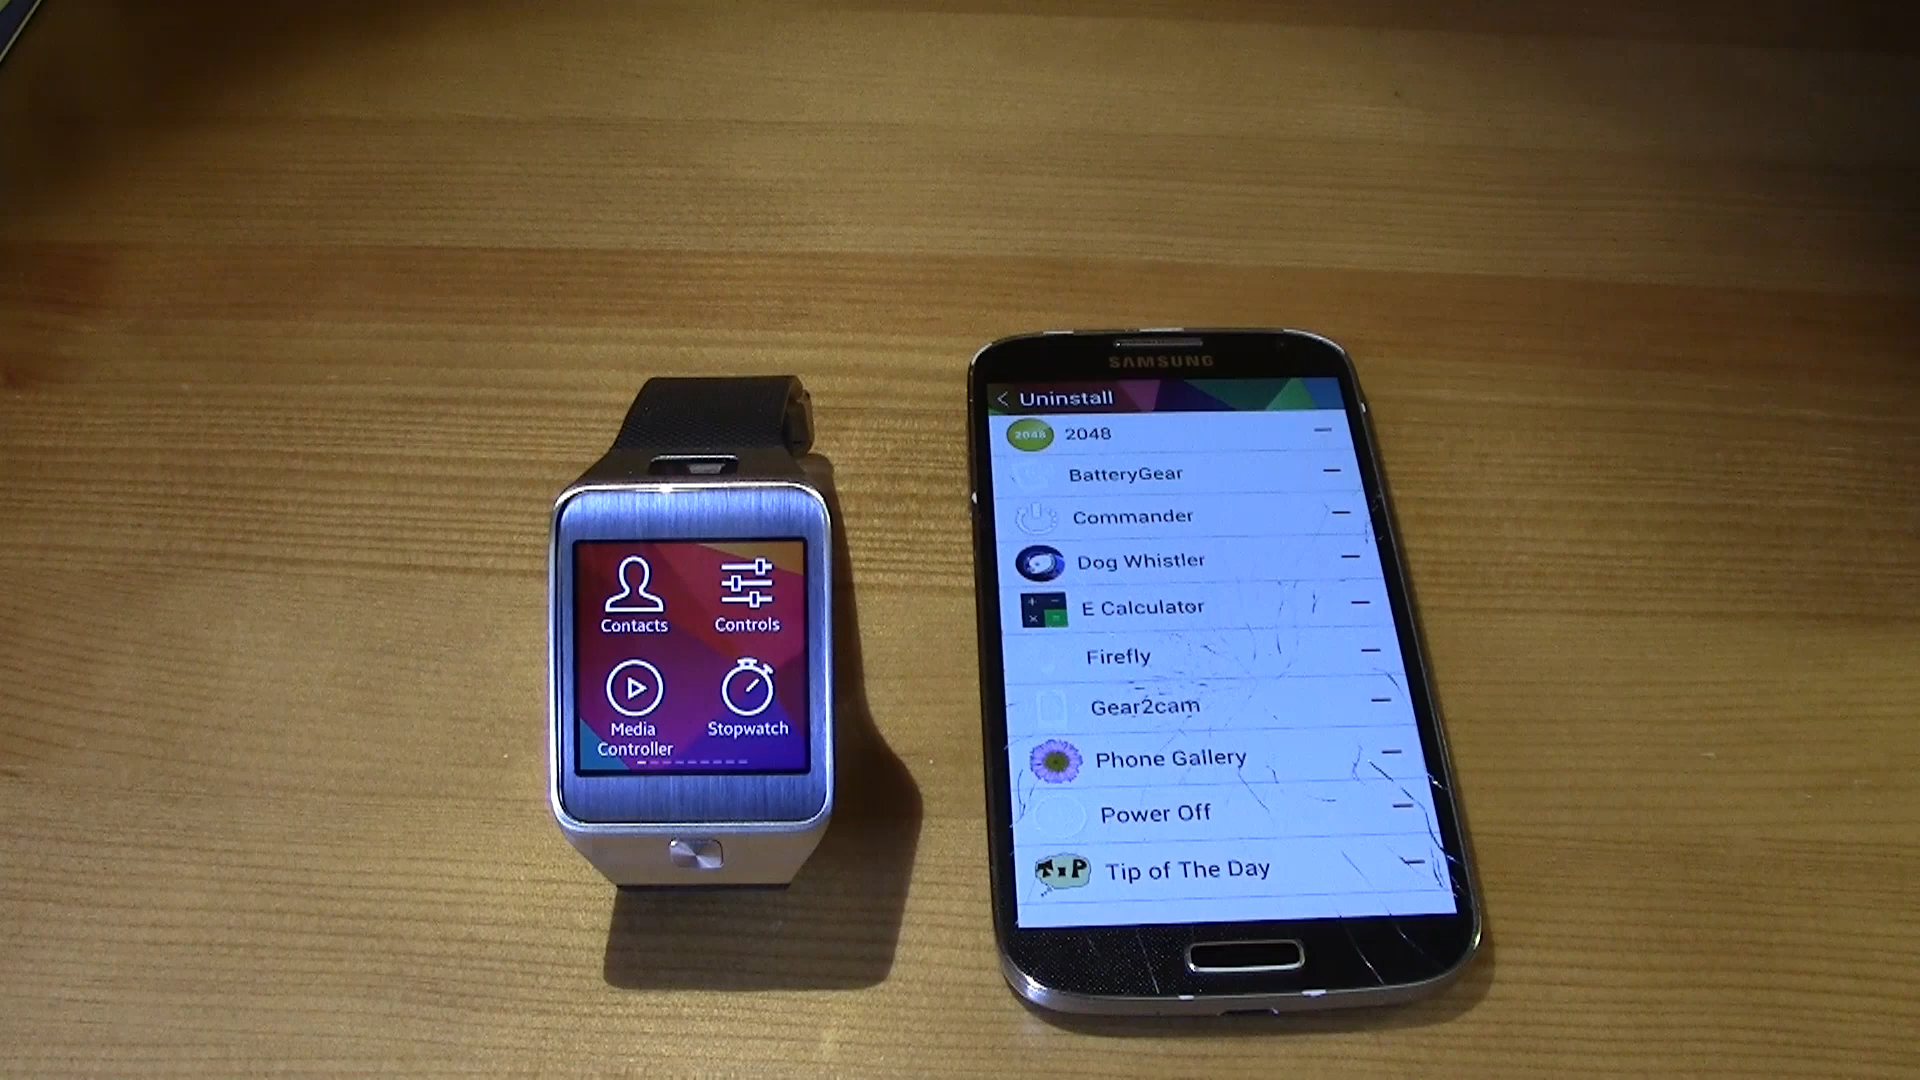 Contacts
Controls
Media
Controller
Stopwatch
SAMSUNG
< Uninstall
2048
2048
BatteryGear
Commander
Dog Whistler
E Calculator
Firefly
Gear2cam
Phone Gallery
Power Off
TIP
Tip of The Day